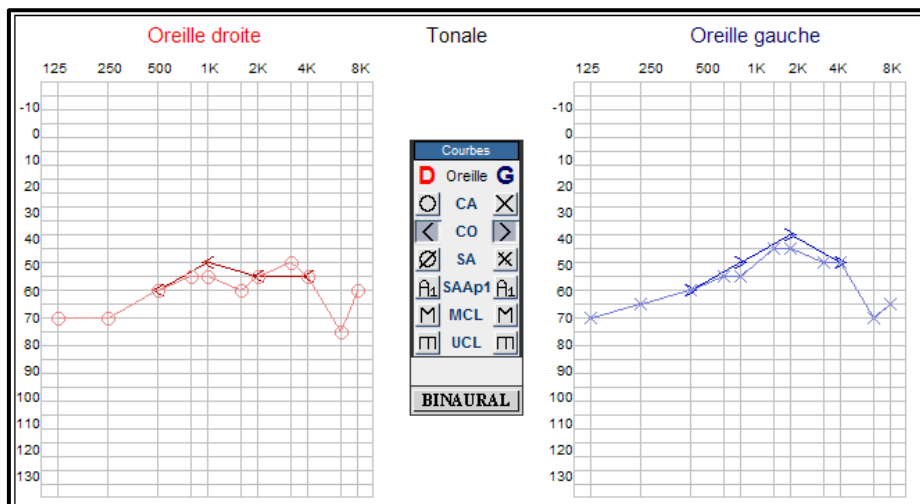 Oreille droite
Tonale
Oreille gauche
125 250 500 1K 2K 4K 8K
125 250 500 1K 2K 4K 8K
-10
0
10
20
30
40
50
60
70
80
90
100
110
120
130
Courbes
D Oreille G
CA
CO
SA
A1 SAAp1 A1
M MCL M
UCL
BINAURAL
-10
0
10
20
30
40
50
60
70
80
90
100
110
120
130